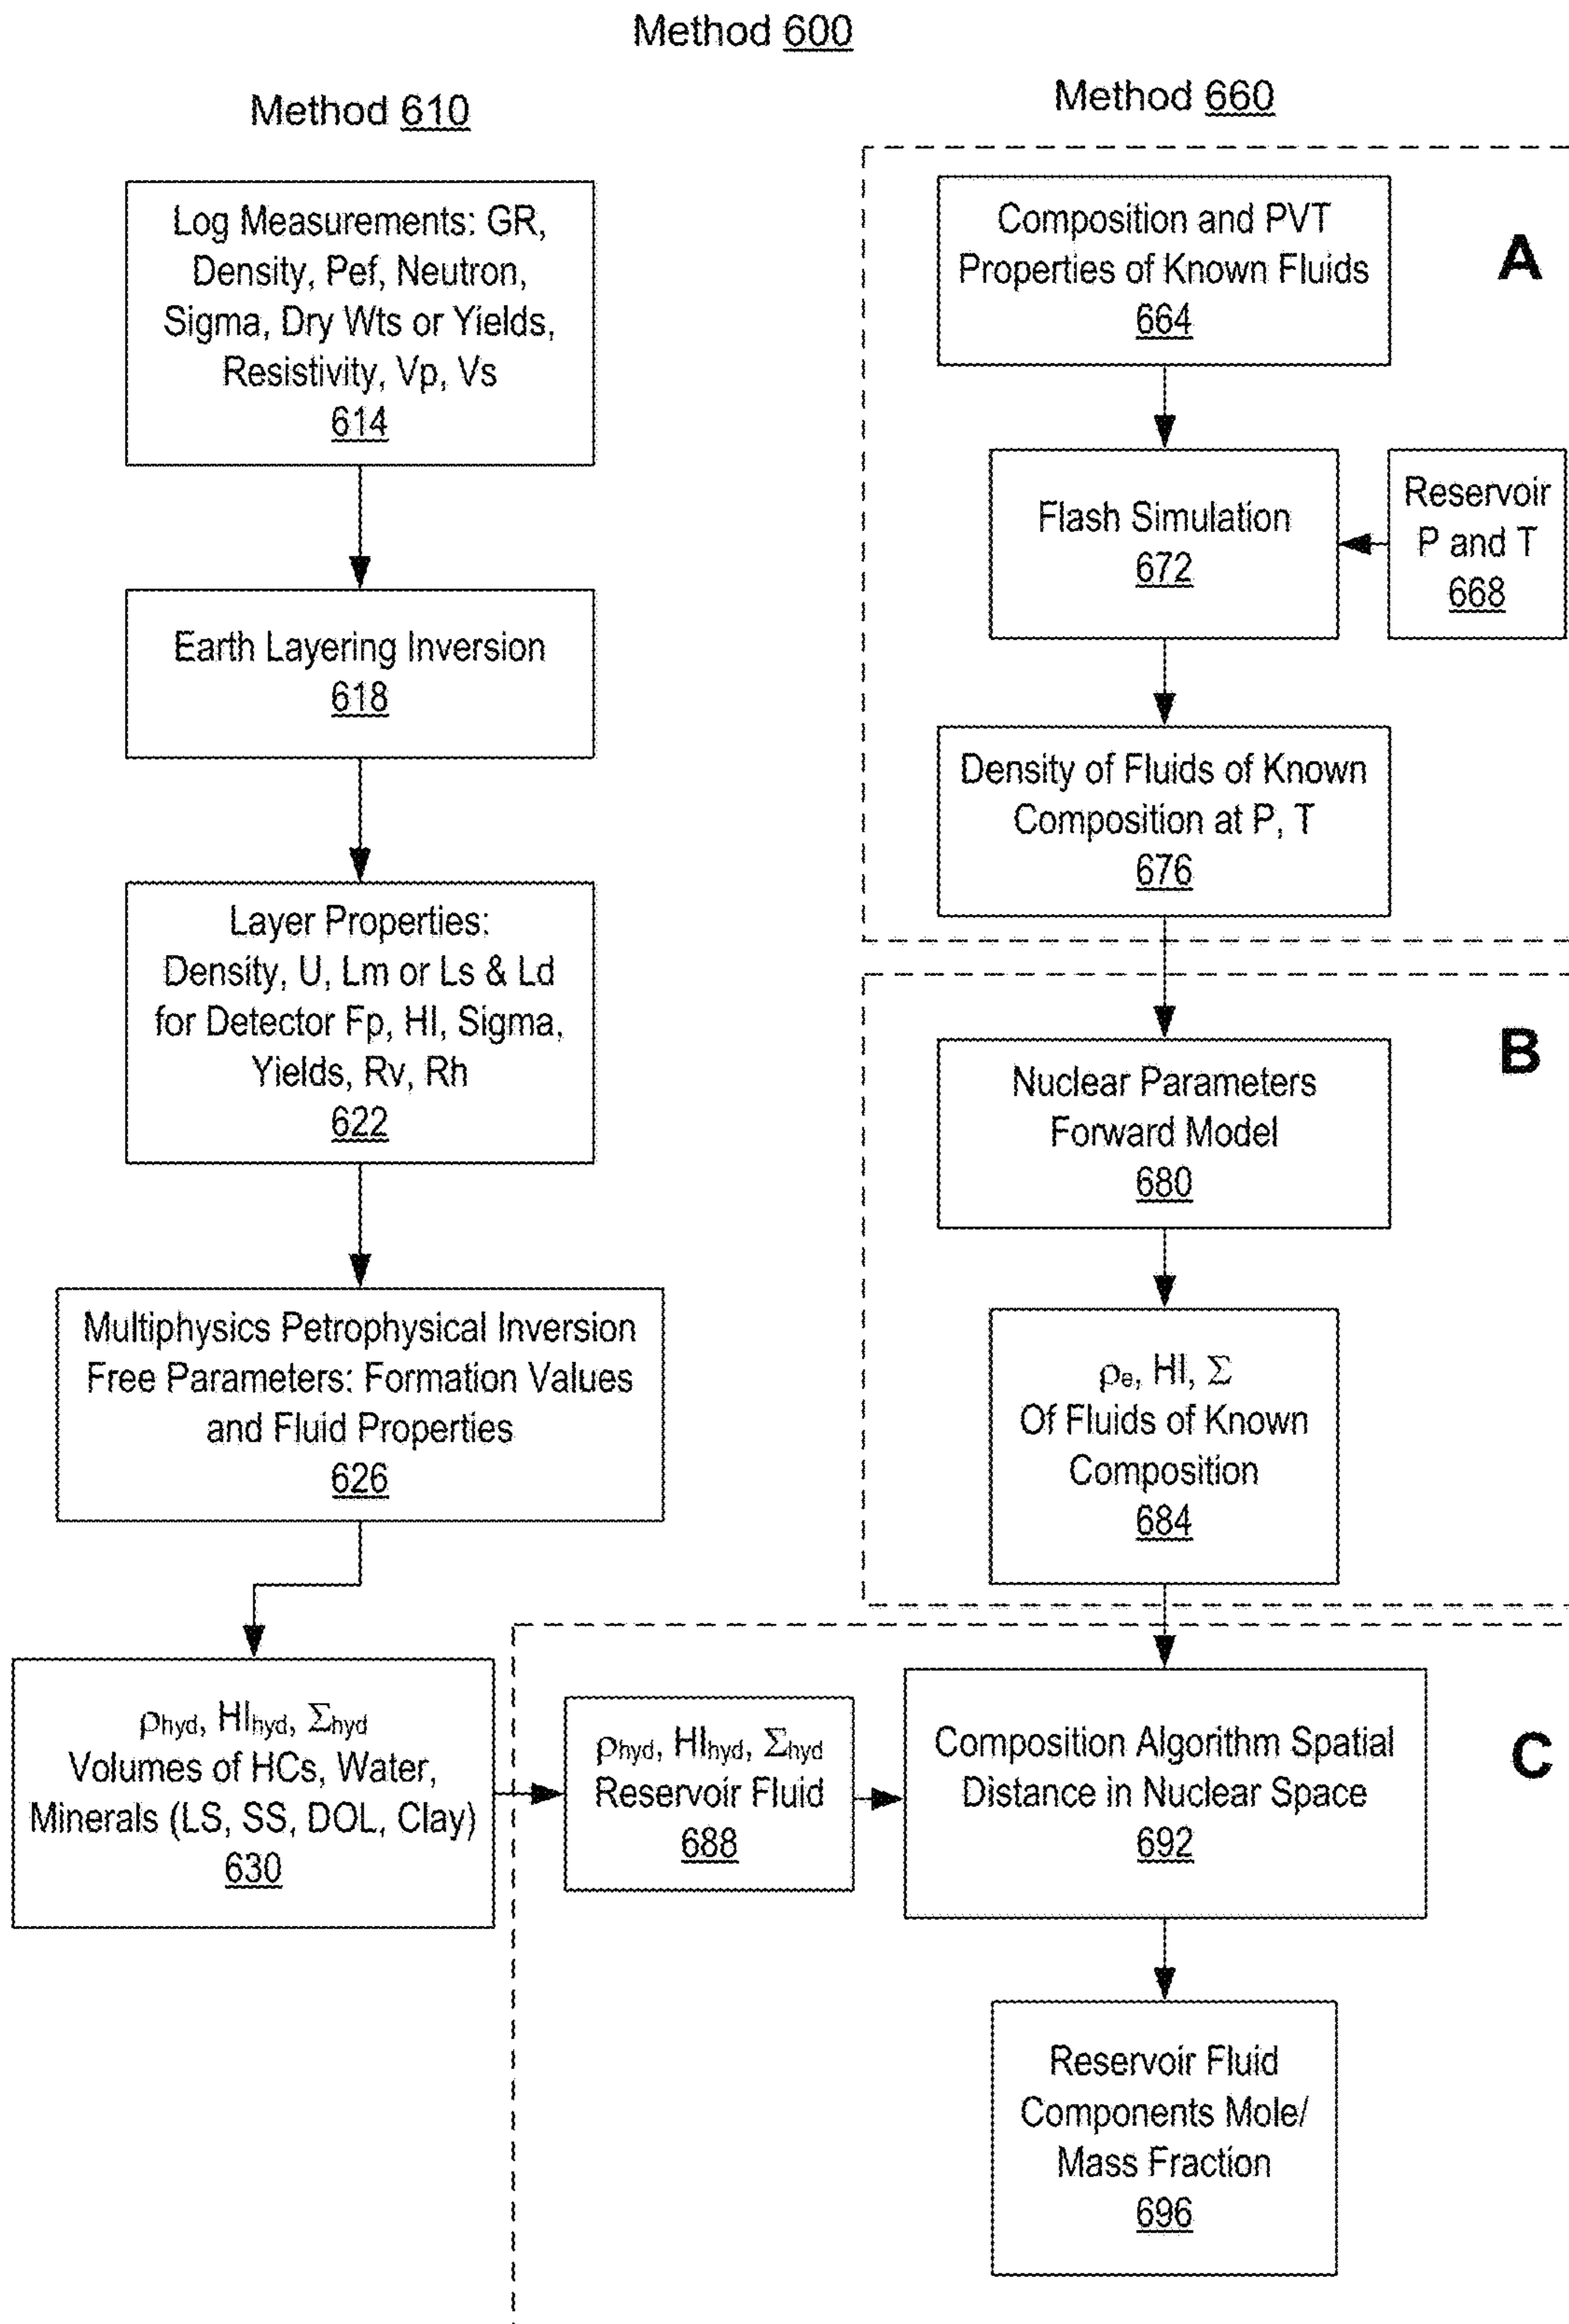 Method 600
Method 610
Log Measurements: GR,
Density, Pef, Neutron,
Sigma, Dry Wts or Yields,
Resistivity, Vp, Vs
614
Earth Layering Inversion
618
Layer Properties:
Density, U, Lm or Ls & Ld
for Detector Fp, HI, Sigma,
Yields, Rv, Rh
622
Multiphysics Petrophysical Inversion
Free Parameters: Formation Values
and Fluid Properties
626
ρhyd, HIhyd, Σhyd
Volumes of HCs, Water,
Minerals (LS, SS, DOL, Clay)
630
Method 660
A
Composition and PVT
Properties of Known Fluids
664
Flash Simulation
672
Reservoir
P and T
668
Density of Fluids of Known
Composition at P, T
676
B
Nuclear Parameters
Forward Model
680
ρe, HI, Σ
Of Fluids of Known
Composition
684
C
ρhyd, HIhyd, Σhyd
Reservoir Fluid
688
Composition Algorithm Spatial
Distance in Nuclear Space
692
Reservoir Fluid
Components Mole/
Mass Fraction
696